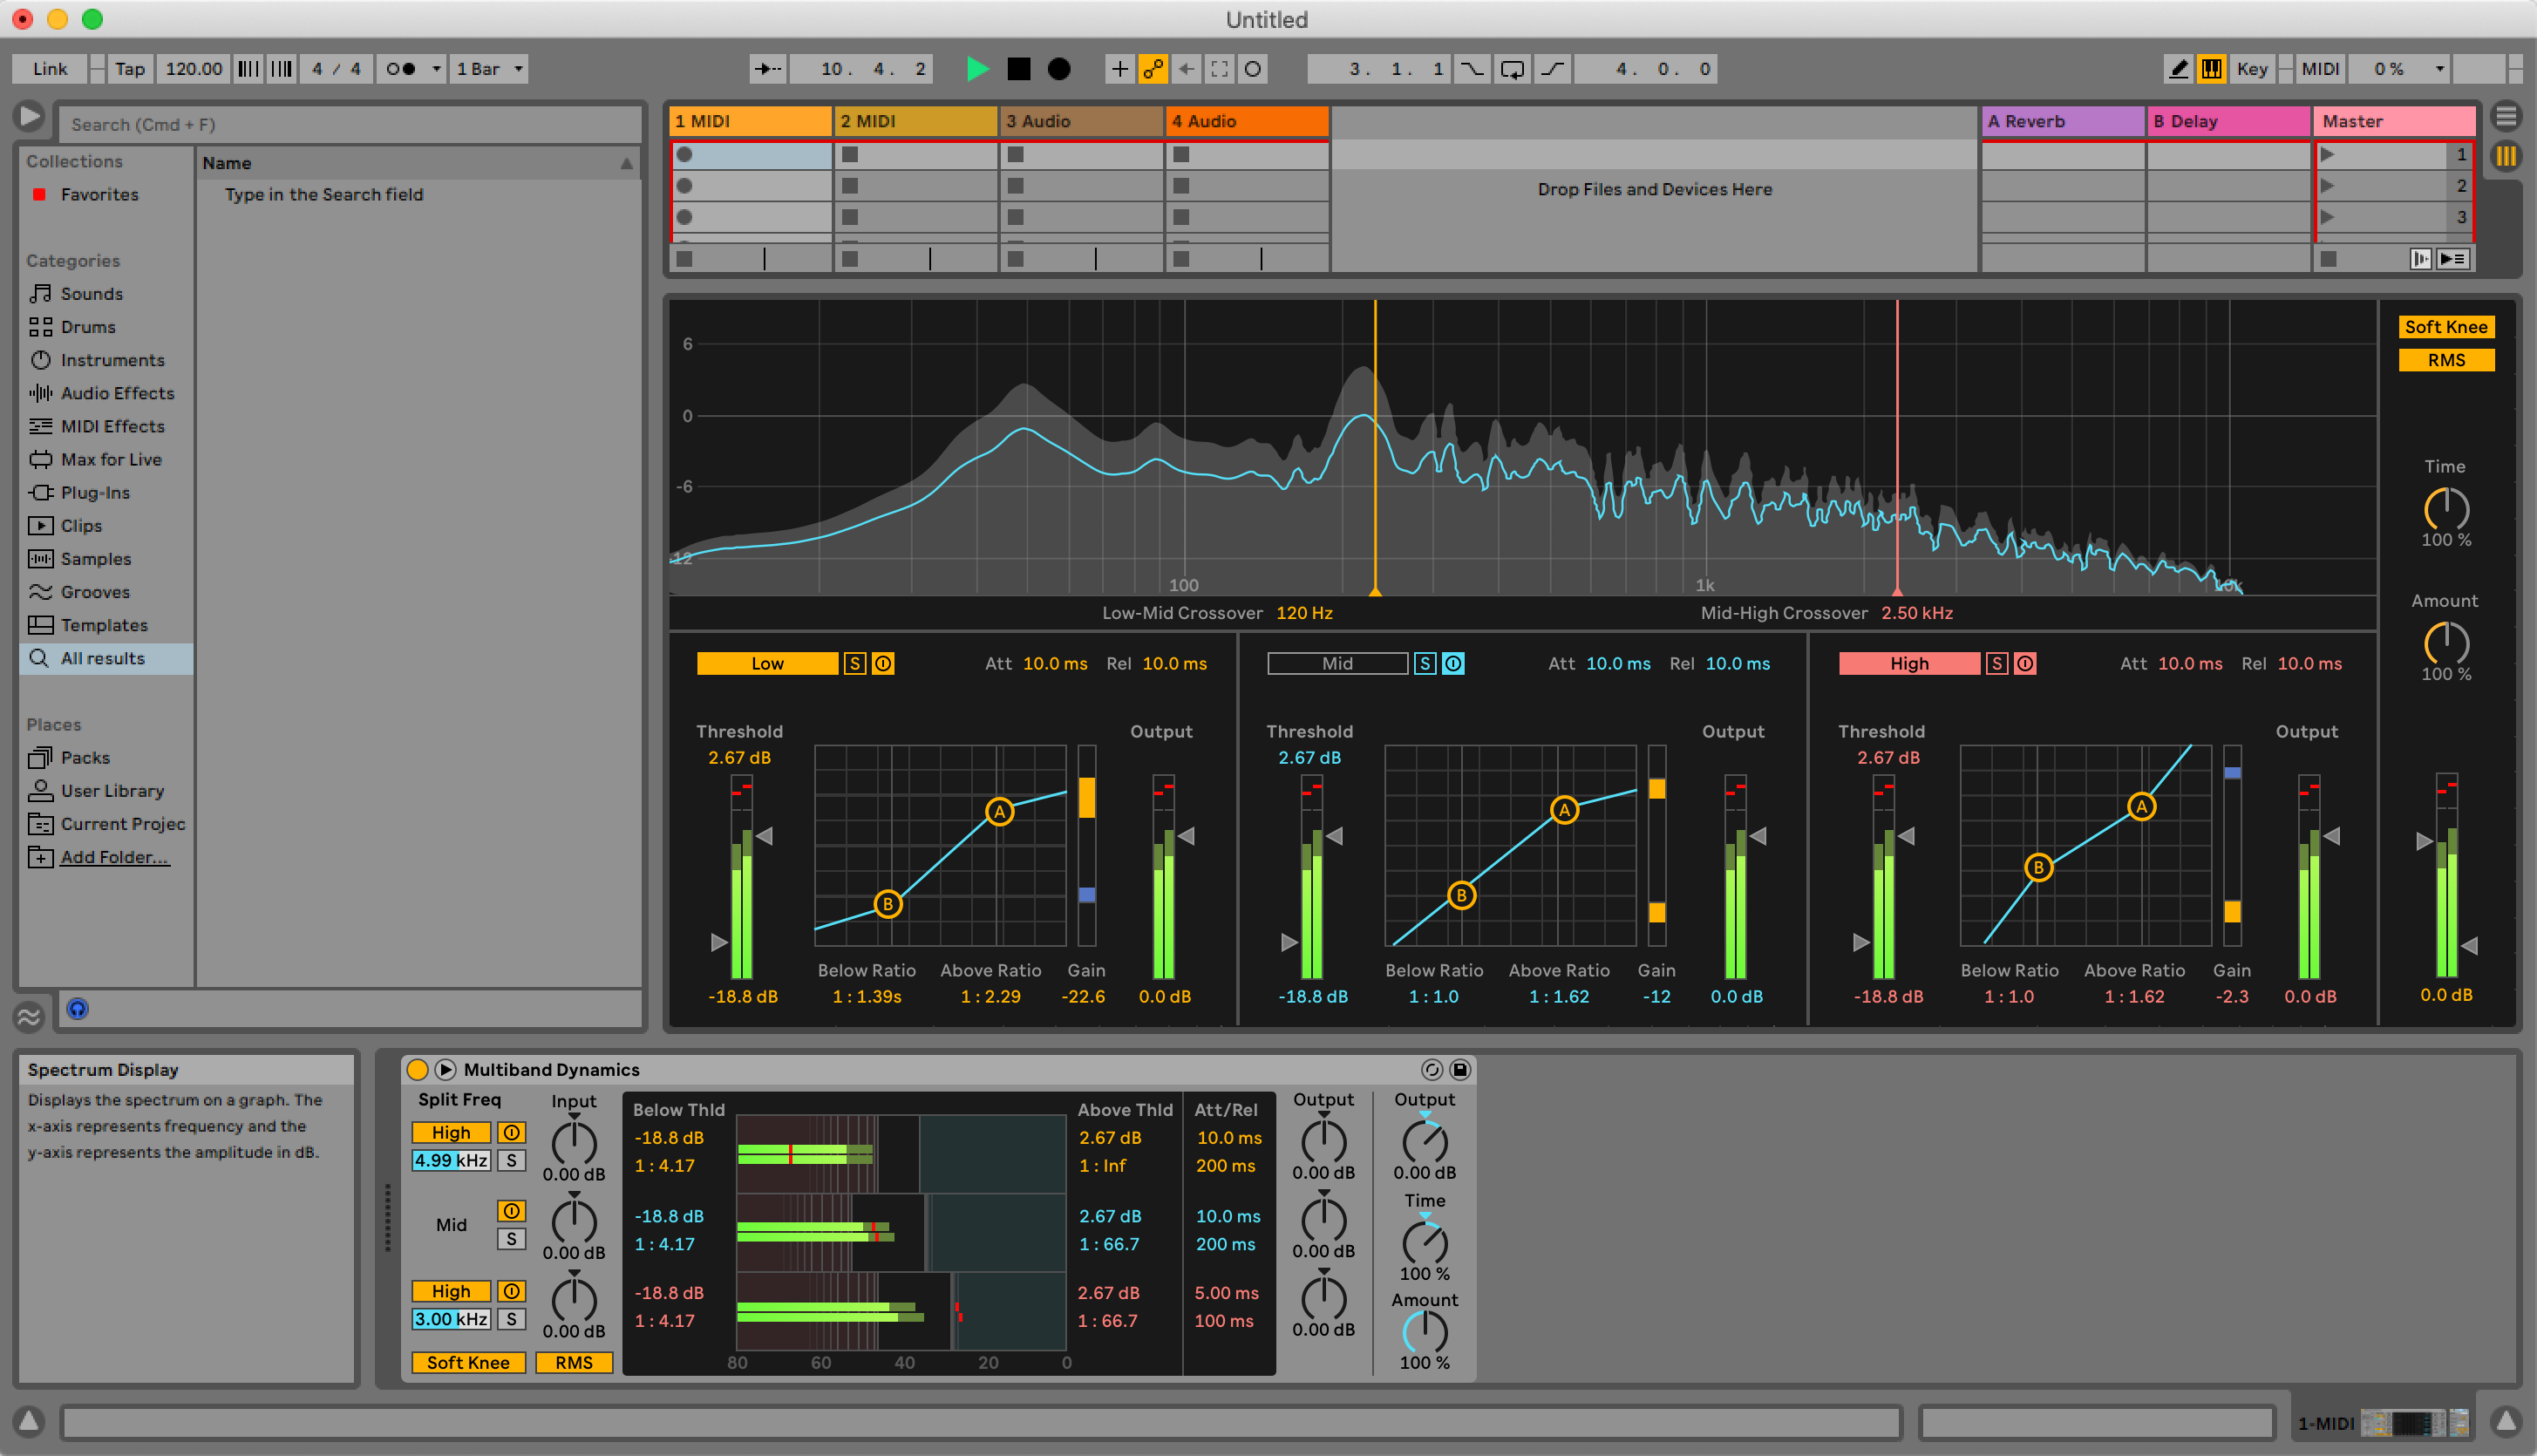 Untitled
Link Tap 120.00 4 / 4 1 Bar 10. 4. 2 3. 1. 1 4. 0. 0 Key MIDI 0 %
Search (Cmd + F)
Collections
Favorites
Categories
Sounds
Drums
Instruments
Audio Effects
MIDI Effects
Max for Live
Plug-Ins
Clips
Samples
Grooves
Templates
All results
Places
Packs
User Library
Current Projec
Add Folder...
Name
Type in the Search field
1 MIDI 2 MIDI 3 Audio 4 Audio A Reverb B Delay Master
Drop Files and Devices Here
1
2
3
6
0
-6
-12
100 1k 10k
Low-Mid Crossover 120 Hz Mid-High Crossover 2.50 kHz
Soft Knee
RMS
Time
100 %
Amount
100 %
0.0 dB
Low S Att 10.0 ms Rel 10.0 ms
Threshold Output
2.67 dB
A
B
Below Ratio Above Ratio Gain
-18.8 dB 1 : 1.39s 1 : 2.29 -22.6 0.0 dB
Mid S Att 10.0 ms Rel 10.0 ms
Threshold Output
2.67 dB
A
B
Below Ratio Above Ratio Gain
-18.8 dB 1 : 1.0 1 : 1.62 -12 0.0 dB
High S Att 10.0 ms Rel 10.0 ms
Threshold Output
2.67 dB
A
B
Below Ratio Above Ratio Gain
-18.8 dB 1 : 1.0 1 : 1.62 -2.3 0.0 dB
Spectrum Display
Displays the spectrum on a graph. The
x-axis represents frequency and the
y-axis represents the amplitude in dB.
Multiband Dynamics
Split Freq Input
High
4.99 kHz S 0.00 dB
Mid S 0.00 dB
High
3.00 kHz S 0.00 dB
Soft Knee RMS
Below Thld Above Thld Att/Rel
-18.8 dB 2.67 dB 10.0 ms
1 : 4.17 1 : Inf 200 ms
-18.8 dB 2.67 dB 10.0 ms
1 : 4.17 1 : 66.7 200 ms
-18.8 dB 2.67 dB 5.00 ms
1 : 4.17 1 : 66.7 100 ms
80 60 40 20 0
Output
0.00 dB
0.00 dB
0.00 dB
Output
0.00 dB
Time
100 %
Amount
100 %
1-MIDI